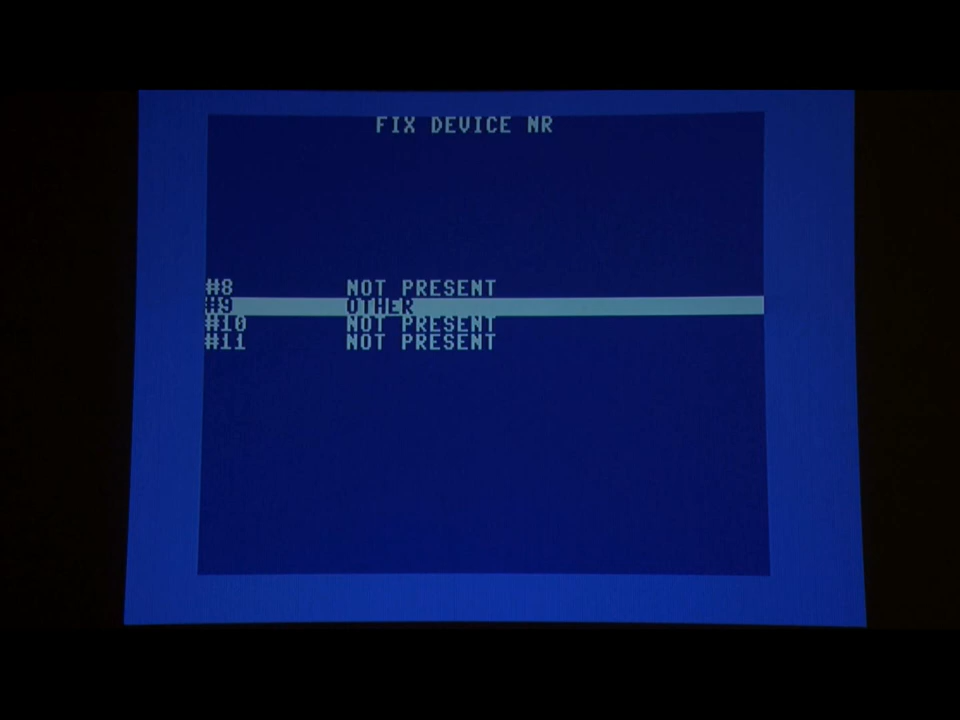 FIX DEVICE NR
#8 NOT PRESENT
#9 OTHER
#10 NOT PRESENT
#11 NOT PRESENT